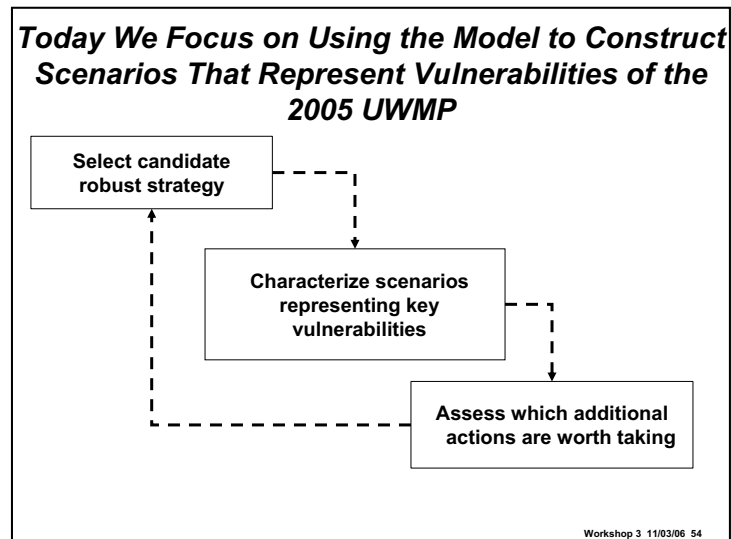 Today We Focus on Using the Model to Construct
Scenarios That Represent Vulnerabilities of the
2005 UWMP
Select candidate
robust strategy
Characterize scenarios
representing key
vulnerabilities
Assess which additional
actions are worth taking
Workshop 3 11/03/06 54